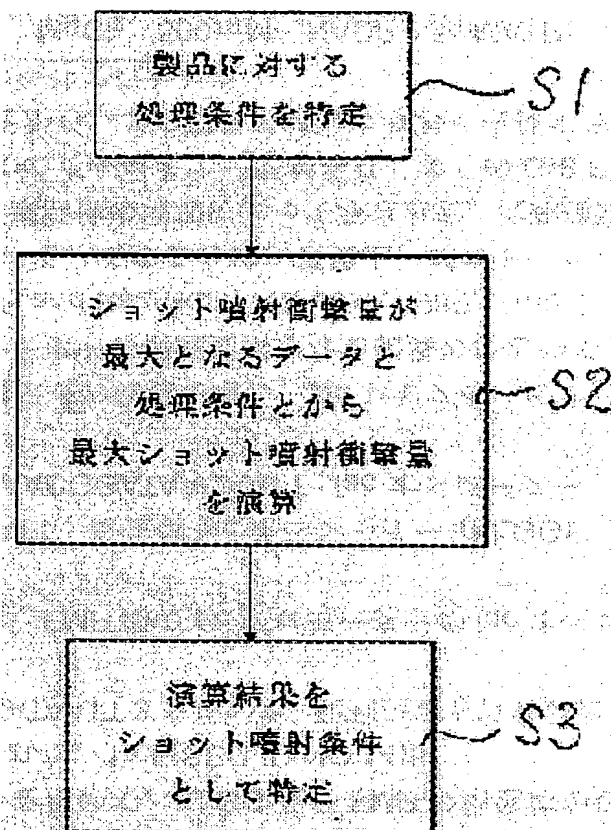 製品に対する
処理条件を特定
S1
ショット噴射衝撃量が
最大となるデータと
処理条件とから
最大ショット噴射衝撃量
を演算
S2
演算結果を
ショット噴射条件
として特定
S3